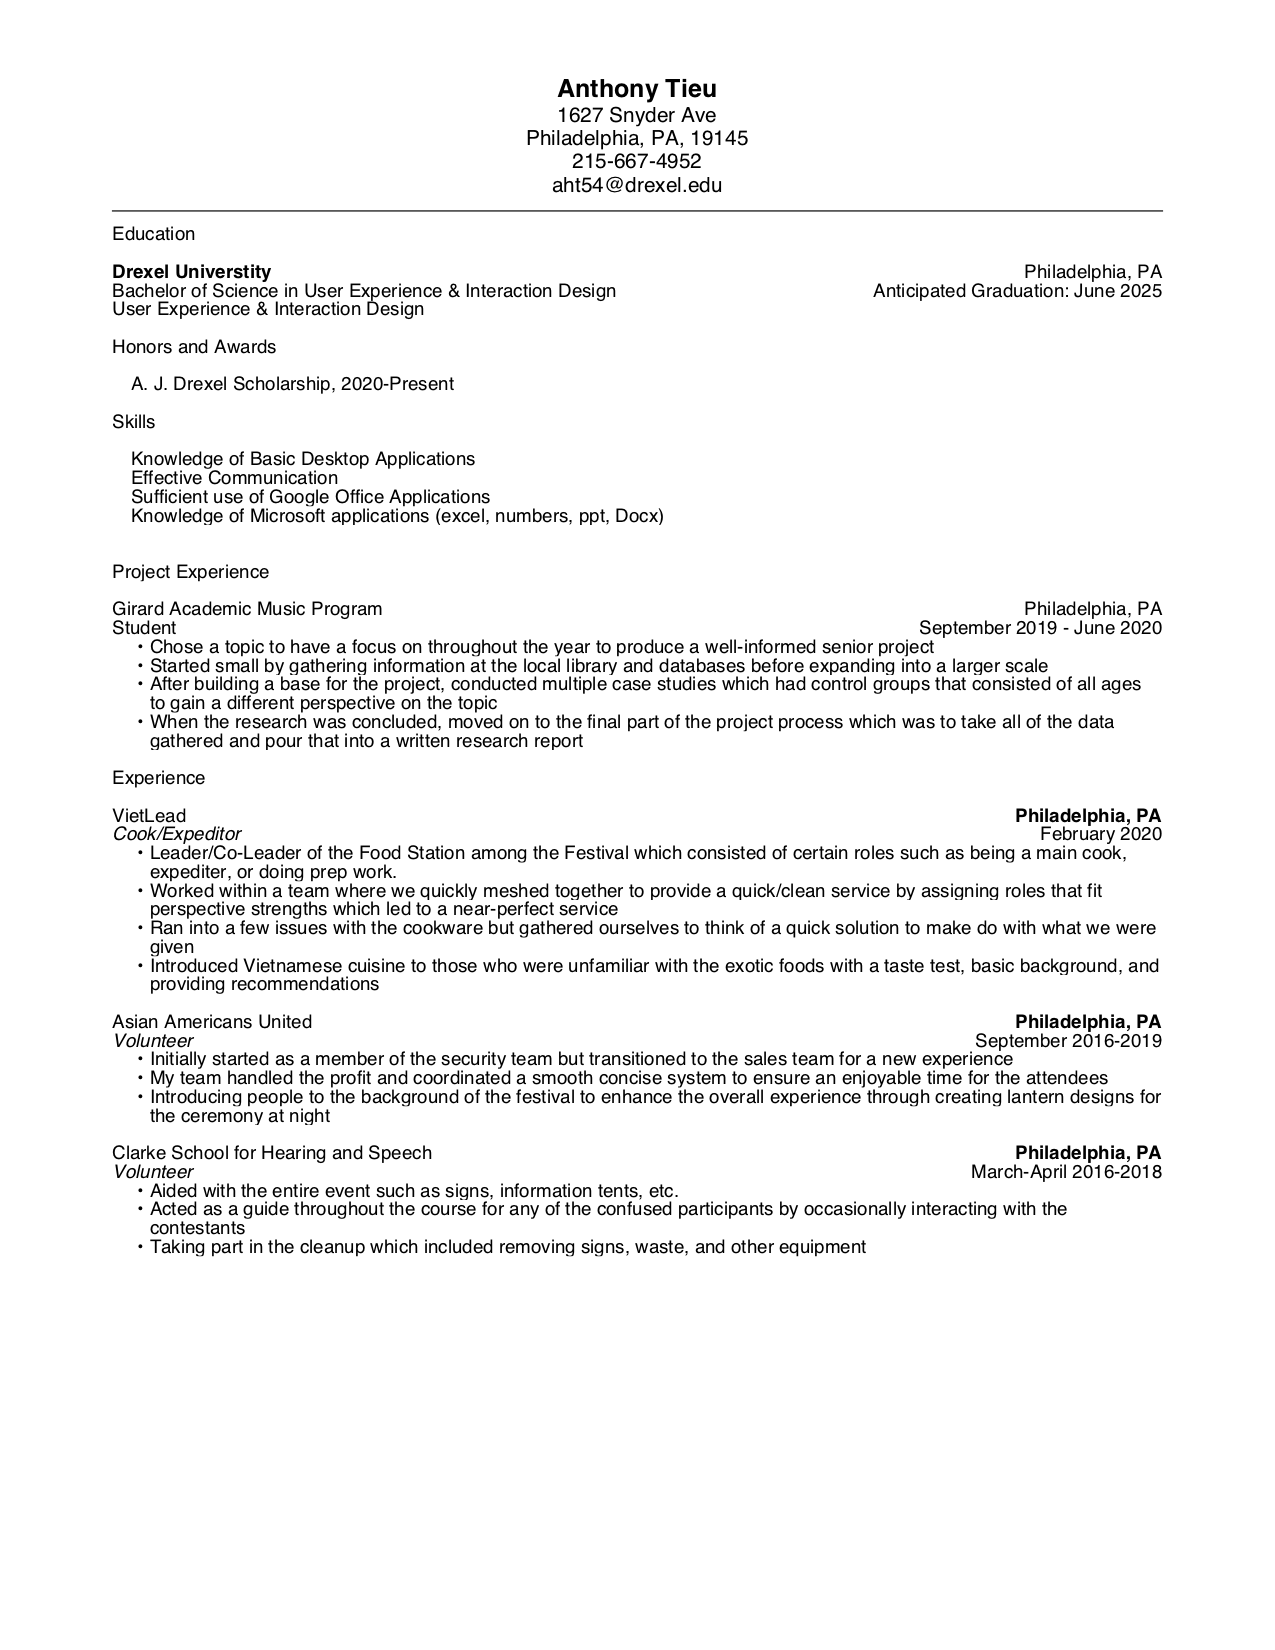 Anthony Tieu
1627 Snyder Ave
Philadelphia, PA, 19145
215-667-4952
aht54@drexel.edu
Education
Drexel Universtity Philadelphia, PA
Bachelor of Science in User Experience & Interaction Design Anticipated Graduation: June 2025
User Experience & Interaction Design
Honors and Awards
A. J. Drexel Scholarship, 2020-Present
Skills
Knowledge of Basic Desktop Applications
Effective Communication
Sufficient use of Google Office Applications
Knowledge of Microsoft applications (excel, numbers, ppt, Docx)
Project Experience
Girard Academic Music Program Philadelphia, PA
Student September 2019 - June 2020
• Chose a topic to have a focus on throughout the year to produce a well-informed senior project
• Started small by gathering information at the local library and databases before expanding into a larger scale
• After building a base for the project, conducted multiple case studies which had control groups that consisted of all ages
to gain a different perspective on the topic
• When the research was concluded, moved on to the final part of the project process which was to take all of the data
gathered and pour that into a written research report
Experience
VietLead Philadelphia, PA
Cook/Expeditor February 2020
• Leader/Co-Leader of the Food Station among the Festival which consisted of certain roles such as being a main cook,
expediter, or doing prep work.
• Worked within a team where we quickly meshed together to provide a quick/clean service by assigning roles that fit
perspective strengths which led to a near-perfect service
• Ran into a few issues with the cookware but gathered ourselves to think of a quick solution to make do with what we were
given
• Introduced Vietnamese cuisine to those who were unfamiliar with the exotic foods with a taste test, basic background, and
providing recommendations
Asian Americans United Philadelphia, PA
Volunteer September 2016-2019
• Initially started as a member of the security team but transitioned to the sales team for a new experience
• My team handled the profit and coordinated a smooth concise system to ensure an enjoyable time for the attendees
• Introducing people to the background of the festival to enhance the overall experience through creating lantern designs for
the ceremony at night
Clarke School for Hearing and Speech Philadelphia, PA
Volunteer March-April 2016-2018
• Aided with the entire event such as signs, information tents, etc.
• Acted as a guide throughout the course for any of the confused participants by occasionally interacting with the
contestants
• Taking part in the cleanup which included removing signs, waste, and other equipment